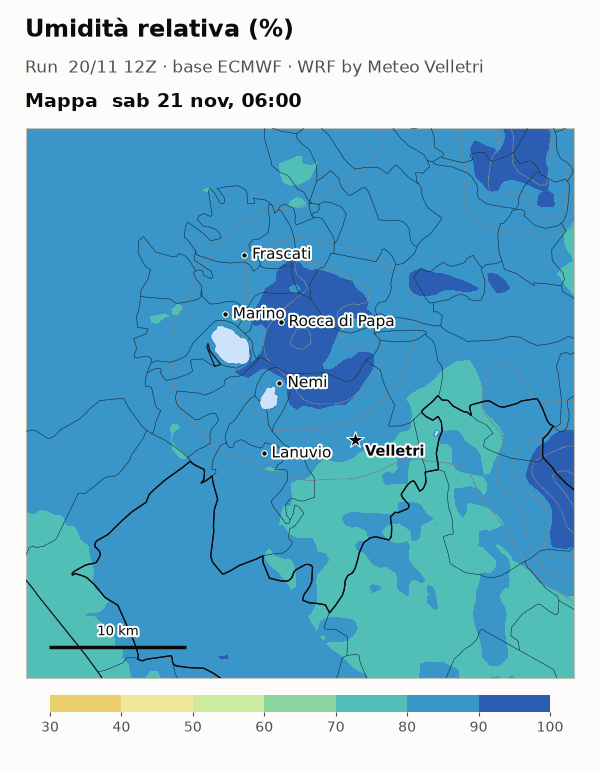 Umidità relativa (%)
Run  20/11 12Z · base ECMWF · WRF by Meteo Velletri
Mappa  sab 21 nov, 06:00
Frascati
Marino
Rocca di Papa
Nemi
Velletri
Lanuvio
10 km
30 40 50 60 70 80 90 100